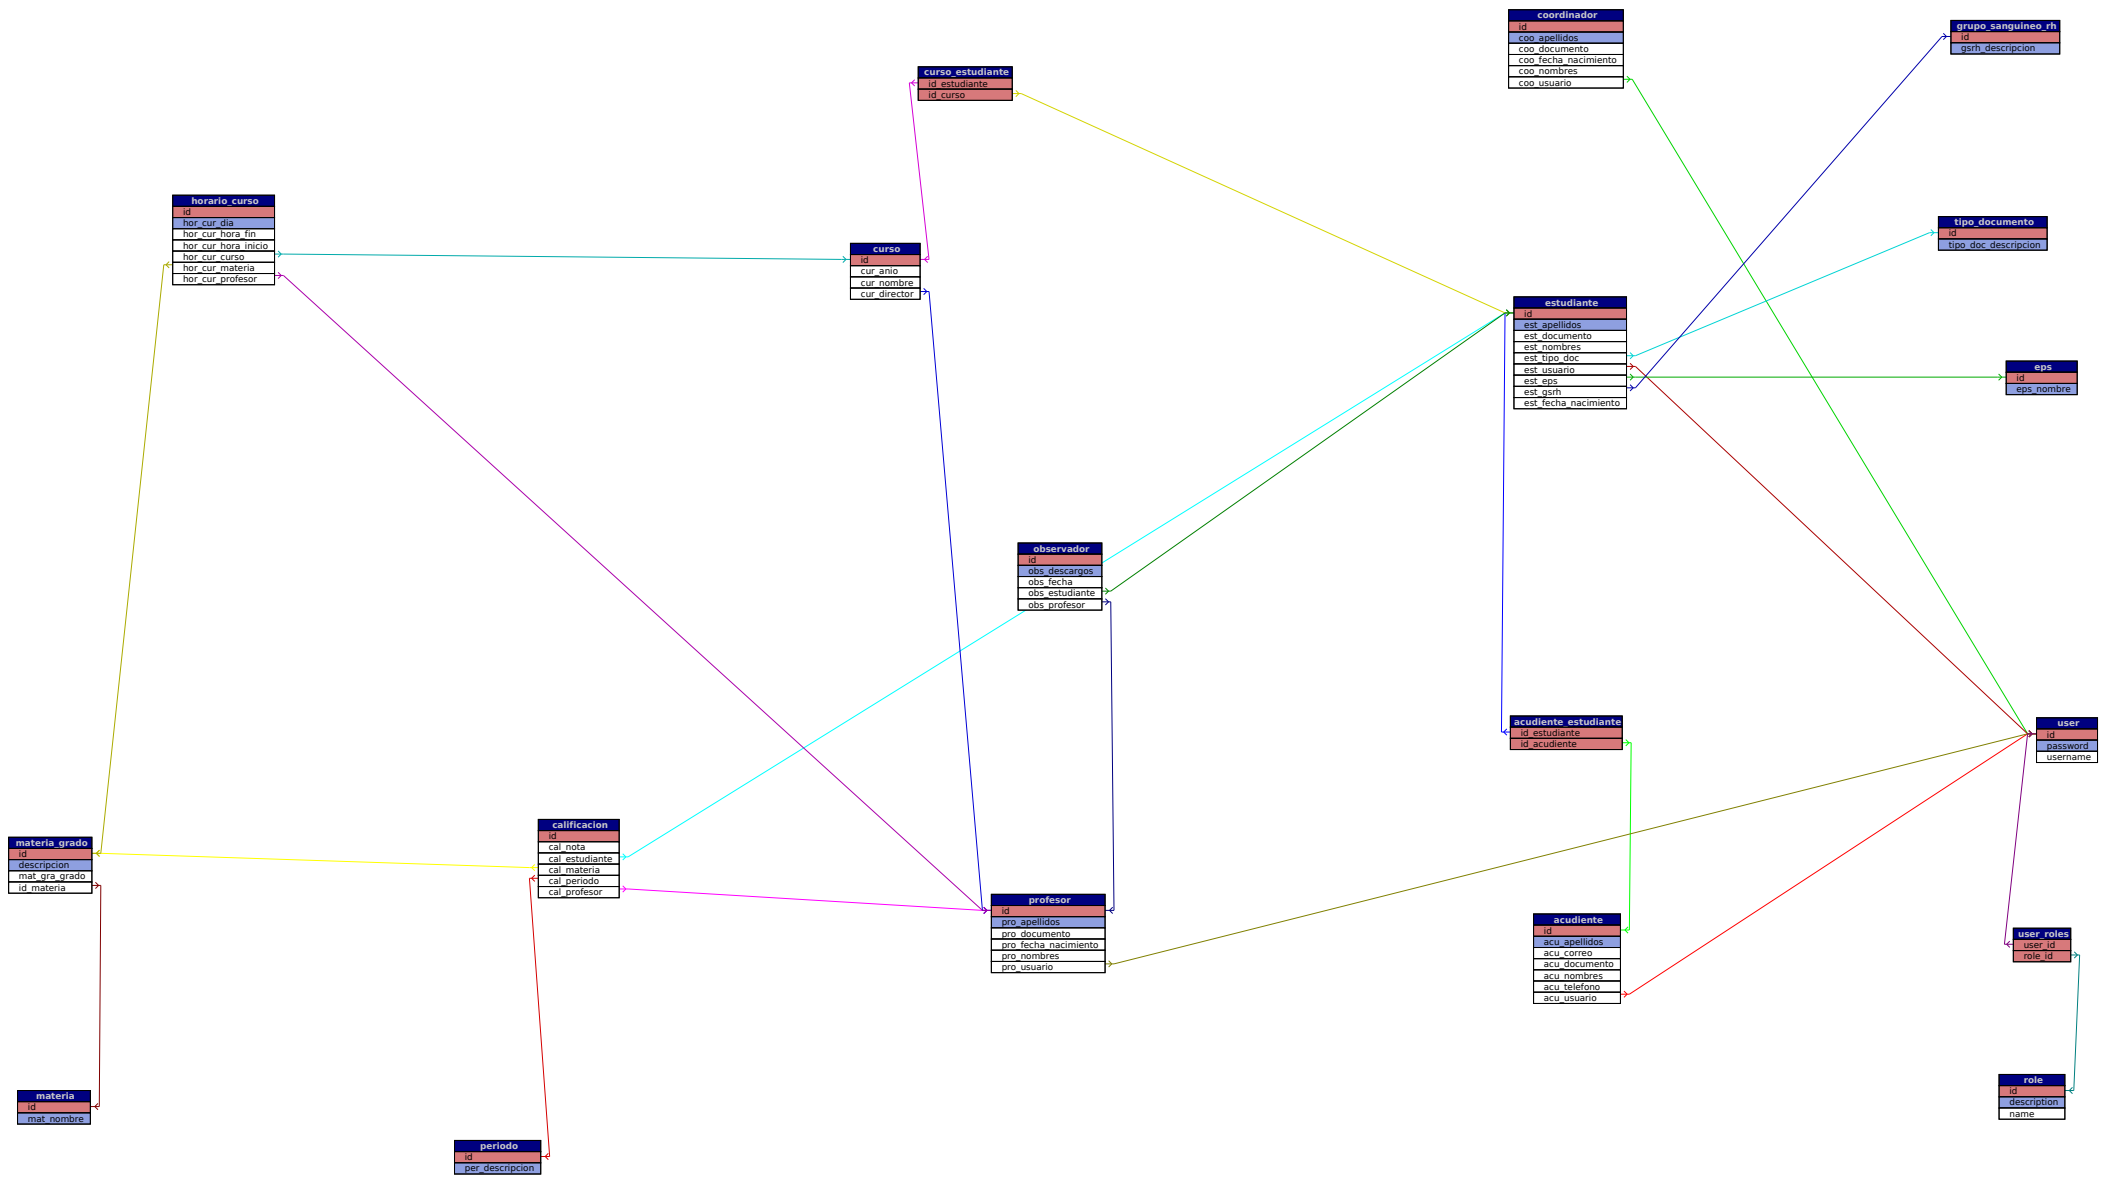 coordinador
id
coo_apellidos
coo_documento
coo_fecha_nacimiento
coo_nombres
coo_usuario
grupo_sanguineo_rh
id
gsrh_descripcion
curso_estudiante
id_estudiante
id_curso
horario_curso
id
hor_cur_dia
hor_cur_hora_fin
hor_cur_hora_inicio
hor_cur_curso
hor_cur_materia
hor_cur_profesor
curso
id
cur_anio
cur_nombre
cur_director
tipo_documento
id
tipo_doc_descripcion
estudiante
id
est_apellidos
est_documento
est_nombres
est_tipo_doc
est_usuario
est_eps
est_gsrh
est_fecha_nacimiento
eps
id
eps_nombre
observador
id
obs_descargos
obs_fecha
obs_estudiante
obs_profesor
acudiente_estudiante
id_estudiante
id_acudiente
user
id
password
username
materia_grado
id
descripcion
mat_gra_grado
id_materia
calificacion
id
cal_nota
cal_estudiante
cal_materia
cal_periodo
cal_profesor
profesor
id
pro_apellidos
pro_documento
pro_fecha_nacimiento
pro_nombres
pro_usuario
acudiente
id
acu_apellidos
acu_correo
acu_documento
acu_nombres
acu_telefono
acu_usuario
user_roles
user_id
role_id
materia
id
mat_nombre
periodo
id
per_descripcion
role
id
description
name